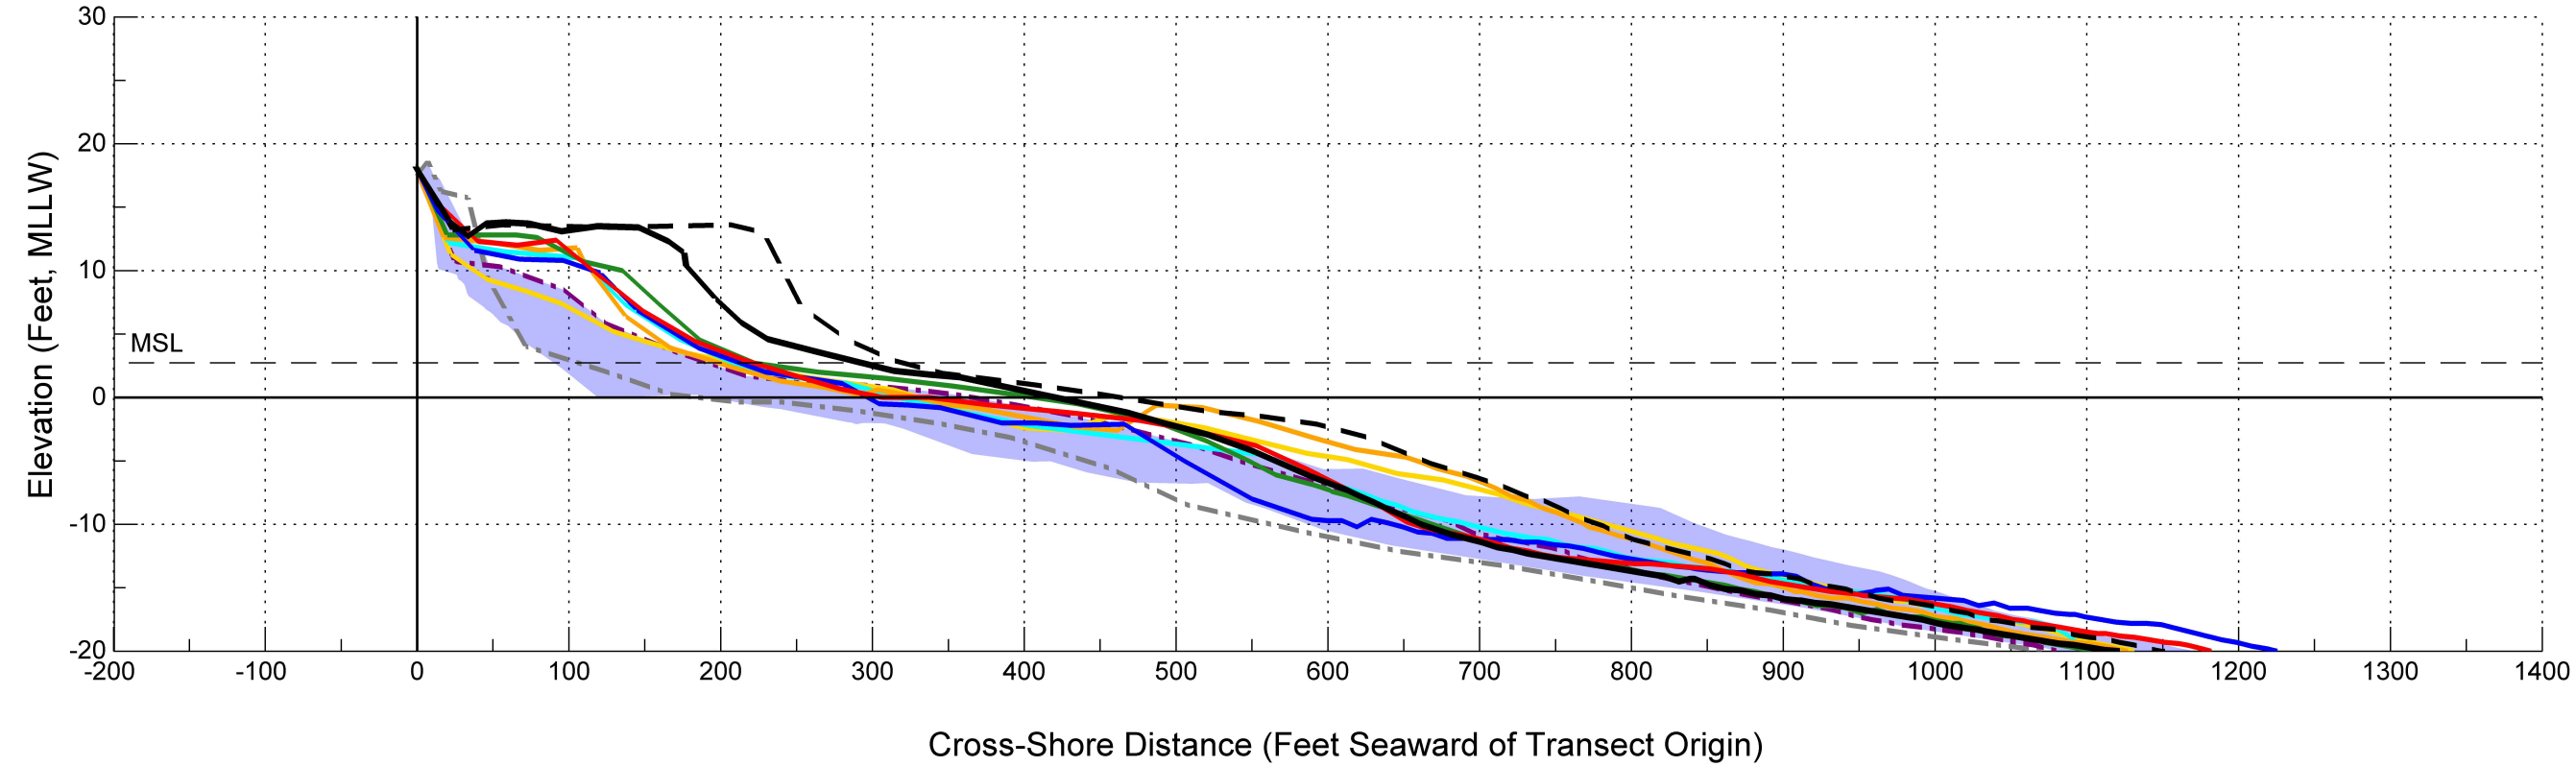 30
20
10
MSL
0
-10
-20
-200 -100 0 100 200 300 400 500 600 700 800 900 1000 1100 1200 1300 1400
Elevation (Feet, MLLW)
Cross-Shore Distance (Feet Seaward of Transect Origin)